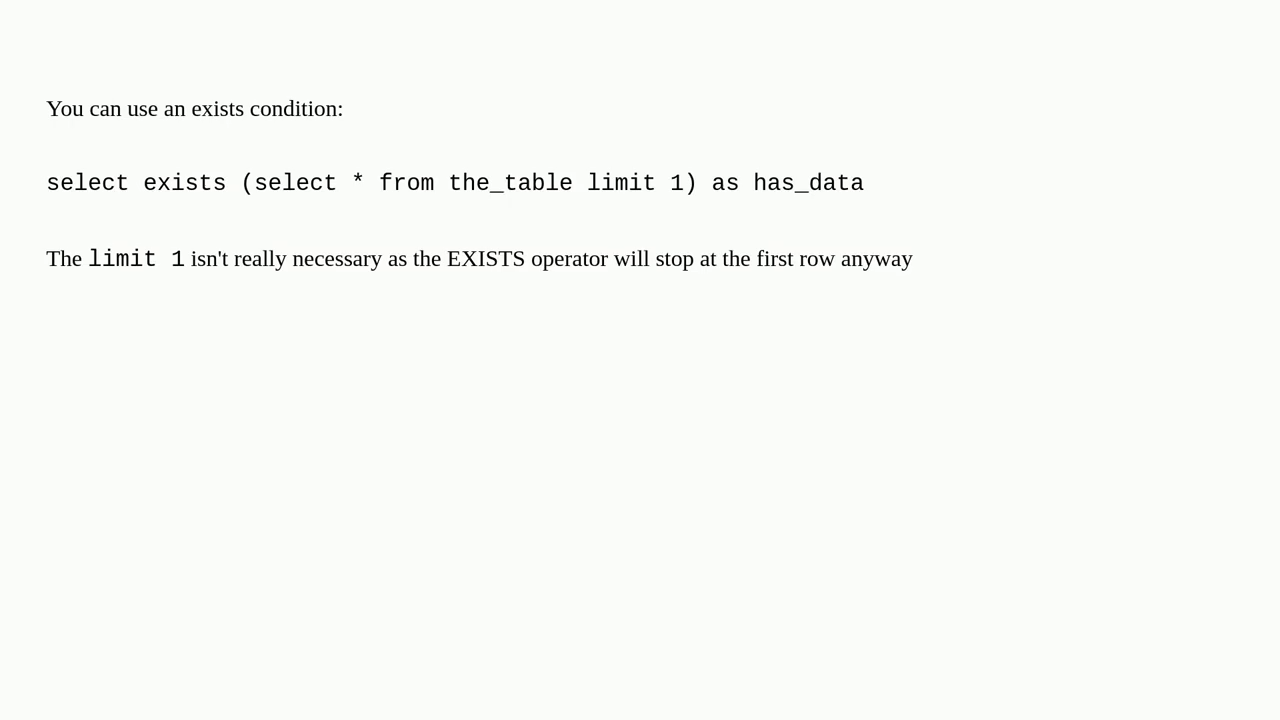 You can use an exists condition:
select exists (select * from the_table limit 1) as has_data
The limit 1 isn't really necessary as the EXISTS operator will stop at the first row anyway